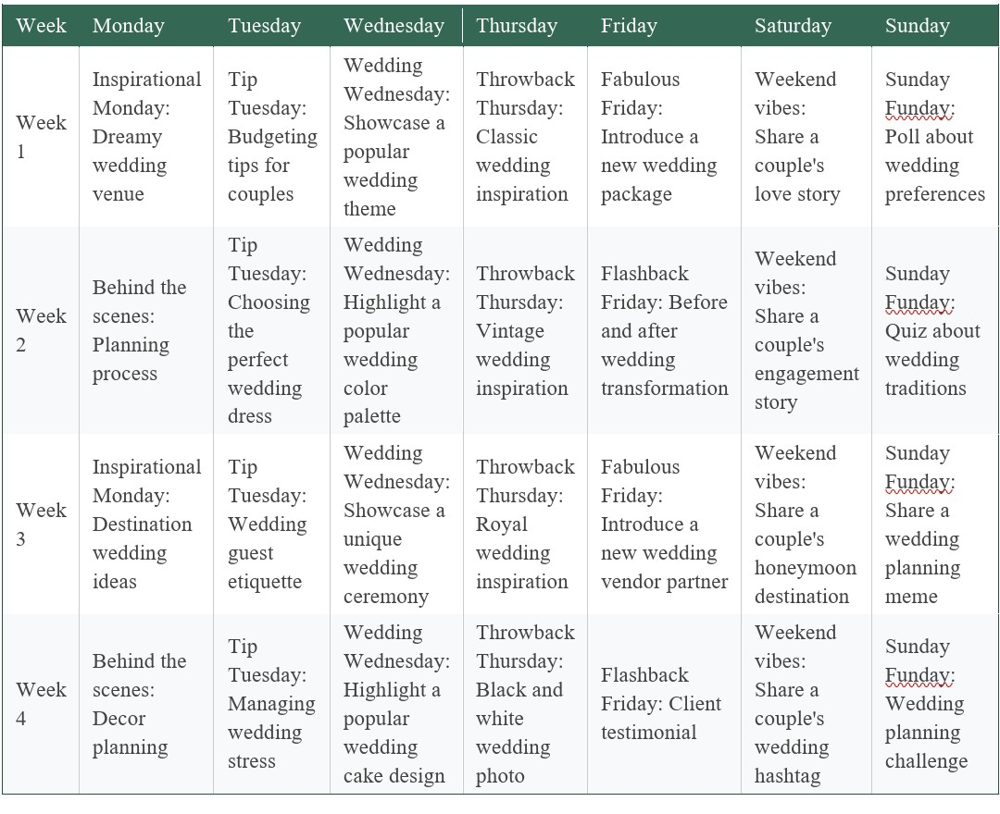 Week Monday Tuesday Wednesday Thursday Friday Saturday Sunday
Week
1
Inspirational
Monday:
Dreamy
wedding
venue
Tip
Tuesday:
Budgeting
tips for
couples
Wedding
Wednesday:
Showcase a
popular
wedding
theme
Throwback
Thursday:
Classic
wedding
inspiration
Fabulous
Friday:
Introduce a
new wedding
package
Weekend
vibes:
Share a
couple's
love story
Sunday
Funday:
Poll about
wedding
preferences
Week
2
Behind the
scenes:
Planning
process
Tip
Tuesday:
Choosing
the
perfect
wedding
dress
Wedding
Wednesday:
Highlight a
popular
wedding
color
palette
Throwback
Thursday:
Vintage
wedding
inspiration
Flashback
Friday: Before
and after
wedding
transformation
Weekend
vibes:
Share a
couple's
engagement
story
Sunday
Funday:
Quiz about
wedding
traditions
Week
3
Inspirational
Monday:
Destination
wedding
ideas
Tip
Tuesday:
Wedding
guest
etiquette
Wedding
Wednesday:
Showcase a
unique
wedding
ceremony
Throwback
Thursday:
Royal
wedding
inspiration
Fabulous
Friday:
Introduce a
new wedding
vendor partner
Weekend
vibes:
Share a
couple's
honeymoon
destination
Sunday
Funday:
Share a
wedding
planning
meme
Week
4
Behind the
scenes:
Decor
planning
Tip
Tuesday:
Managing
wedding
stress
Wedding
Wednesday:
Highlight a
popular
wedding
cake design
Throwback
Thursday:
Black and
white
wedding
photo
Flashback
Friday: Client
testimonial
Weekend
vibes:
Share a
couple's
wedding
hashtag
Sunday
Funday:
Wedding
planning
challenge